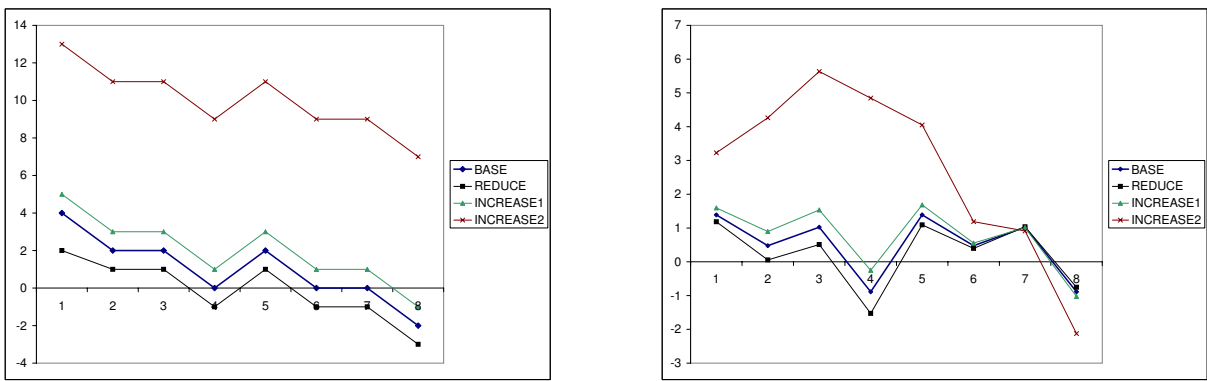 14
12
10
8
6
4
2
0
-2
-4
1 2 3 4 5 6 7 8
BASE
REDUCE
INCREASE1
INCREASE2
7
6
5
4
3
2
1
0
-1
-2
-3
1 2 3 4 5 6 7 8
BASE
REDUCE
INCREASE1
INCREASE2